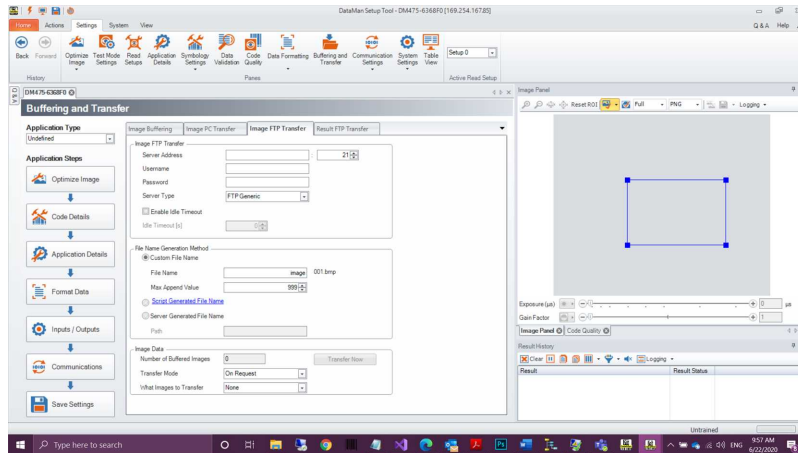 DataMan Setup Tool - DM475-6368F0 [169.254.167.85]
Home Actions Settings System View Q & A Help
Back Forward Optimize Image Test Mode Settings Read Setups Application Details Symbology Settings Data Validation Code Quality Data Formatting Buffering and Transfer Communication Settings System Settings Table View Setup 0
History Panes Active Read Setup
DM475-6368F0
Image Panel
Buffering and Transfer
Reset ROI Full PNG Logging
Application Type
Undefined
Application Steps
Optimize Image
Code Details
Application Details
Format Data
Inputs / Outputs
Communications
Save Settings
Image Buffering Image PC Transfer Image FTP Transfer Result FTP Transfer
Image FTP Transfer
Server Address : 21
Username
Password
Server Type FTP Generic
Enable Idle Timeout
Idle Timeout [s] 0
File Name Generation Method
Custom File Name
File Name image 001.bmp
Max Append Value 999
Script Generated File Name
Server Generated File Name
Path
Image Data
Number of Buffered Images 0 Transfer Now
Transfer Mode On Request
What Images to Transfer None
Exposure (µs) 0 µs
Gain Factor 1
Image Panel Code Quality
Result History
Clear Logging
Result Result Status
Untrained
Type here to search
ENG 9:57 AM
6/22/2020